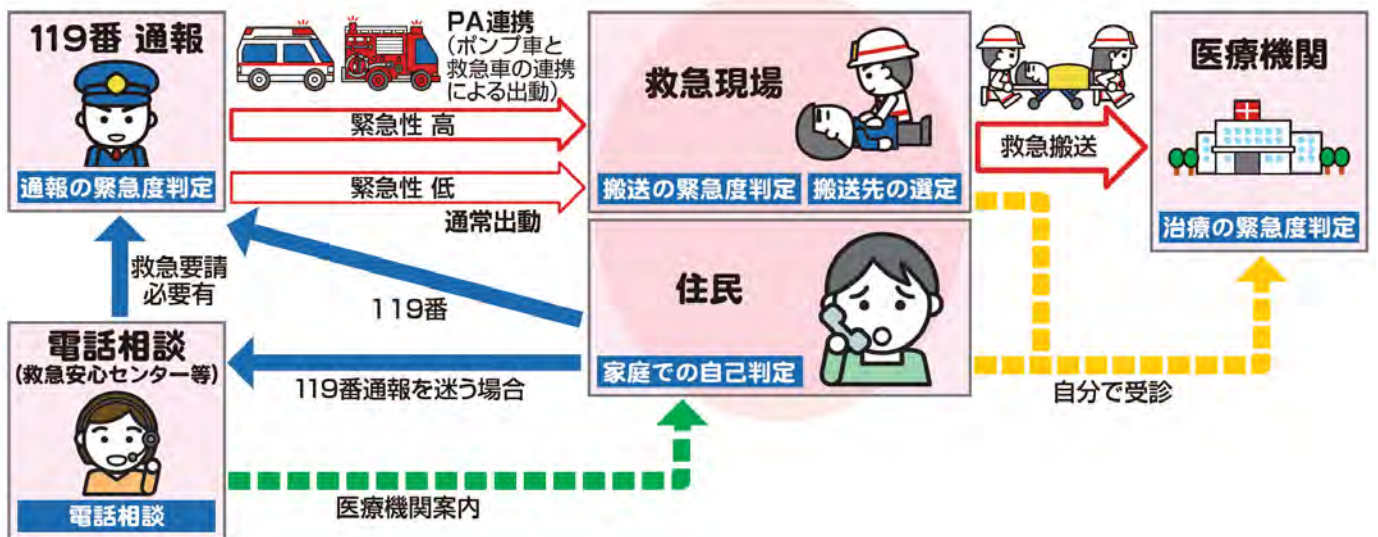 119番 通報
通報の緊急度判定
PA連携
(ポンプ車と
救急車の連携
による出動)
緊急性 高
緊急性 低
通常出動
救急現場
搬送の緊急度判定
搬送先の選定
救急搬送
医療機関
治療の緊急度判定
救急要請
必要有
119番
住民
家庭での自己判定
電話相談
(救急安心センター等)
電話相談
119番通報を迷う場合
自分で受診
医療機関案内